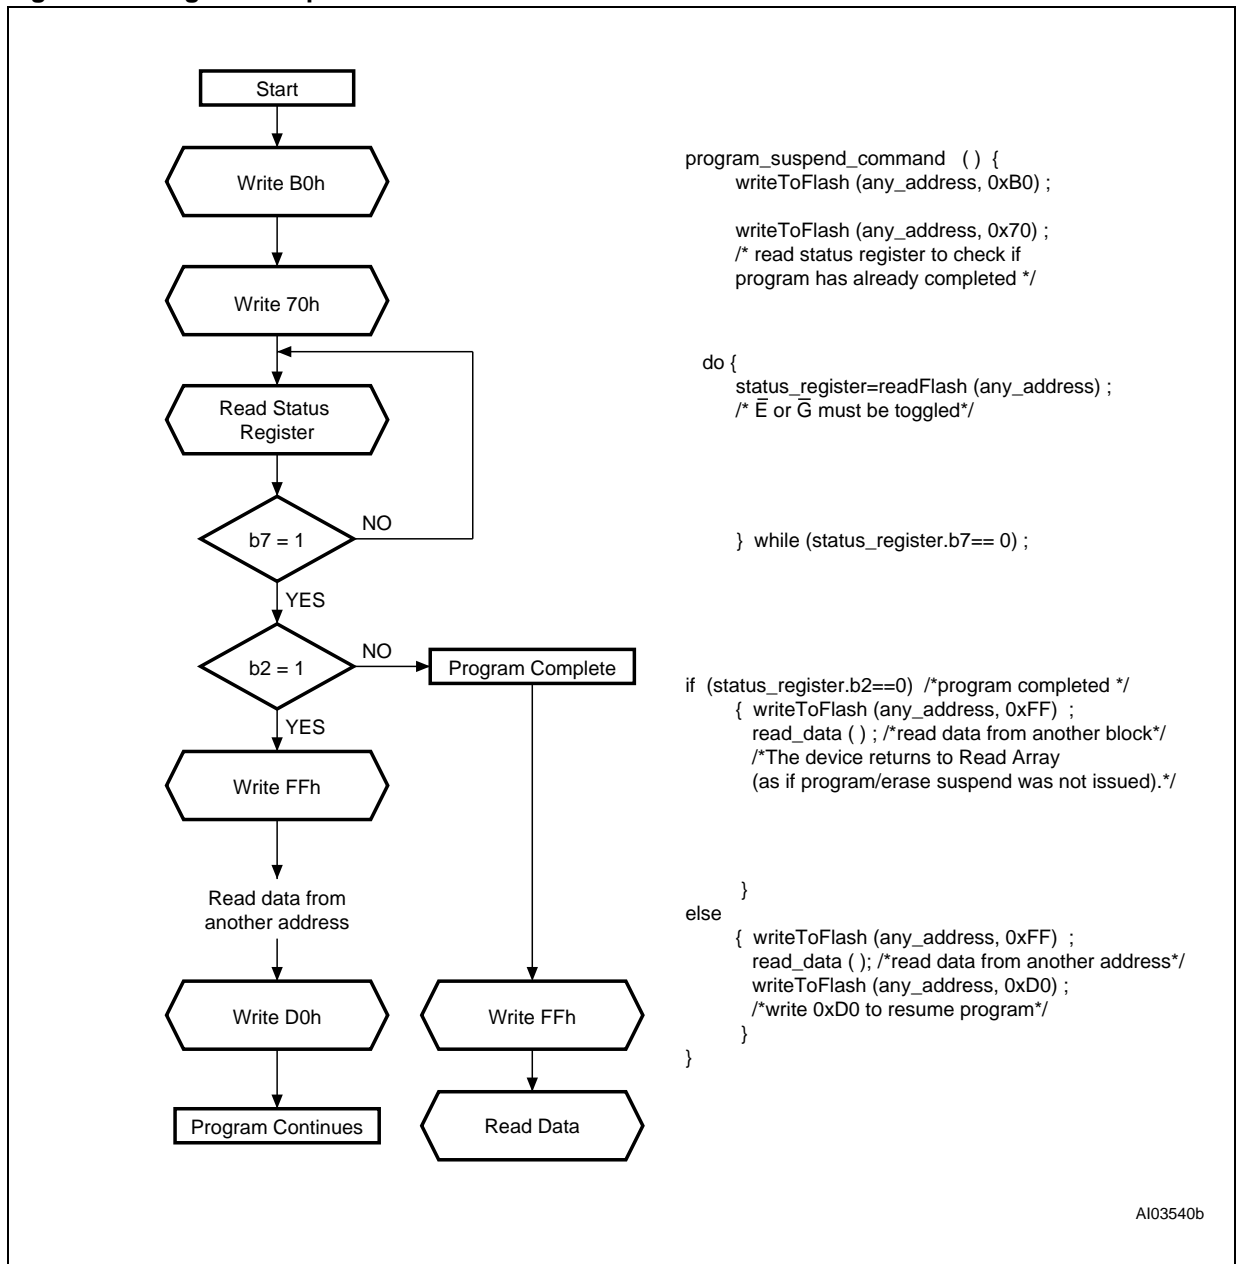 Start
Write B0h
Write 70h
Read Status
Register
NO
b7 = 1
YES
NO
b2 = 1
Program Complete
YES
Write FFh
Read data from
another address
Write D0h
Write FFh
Program Continues
Read Data
program_suspend_command ( ) {
writeToFlash (any_address, 0xB0) ;
writeToFlash (any_address, 0x70) ;
/* read status register to check if
program has already completed */
do {
status_register=readFlash (any_address) ;
/* E̅ or G̅ must be toggled*/
} while (status_register.b7== 0) ;
if (status_register.b2==0) /*program completed */
{ writeToFlash (any_address, 0xFF) ;
read_data ( ) ; /*read data from another block*/
/*The device returns to Read Array
(as if program/erase suspend was not issued).*/
}
else
{ writeToFlash (any_address, 0xFF) ;
read_data ( ); /*read data from another address*/
writeToFlash (any_address, 0xD0) ;
/*write 0xD0 to resume program*/
}
}
AI03540b